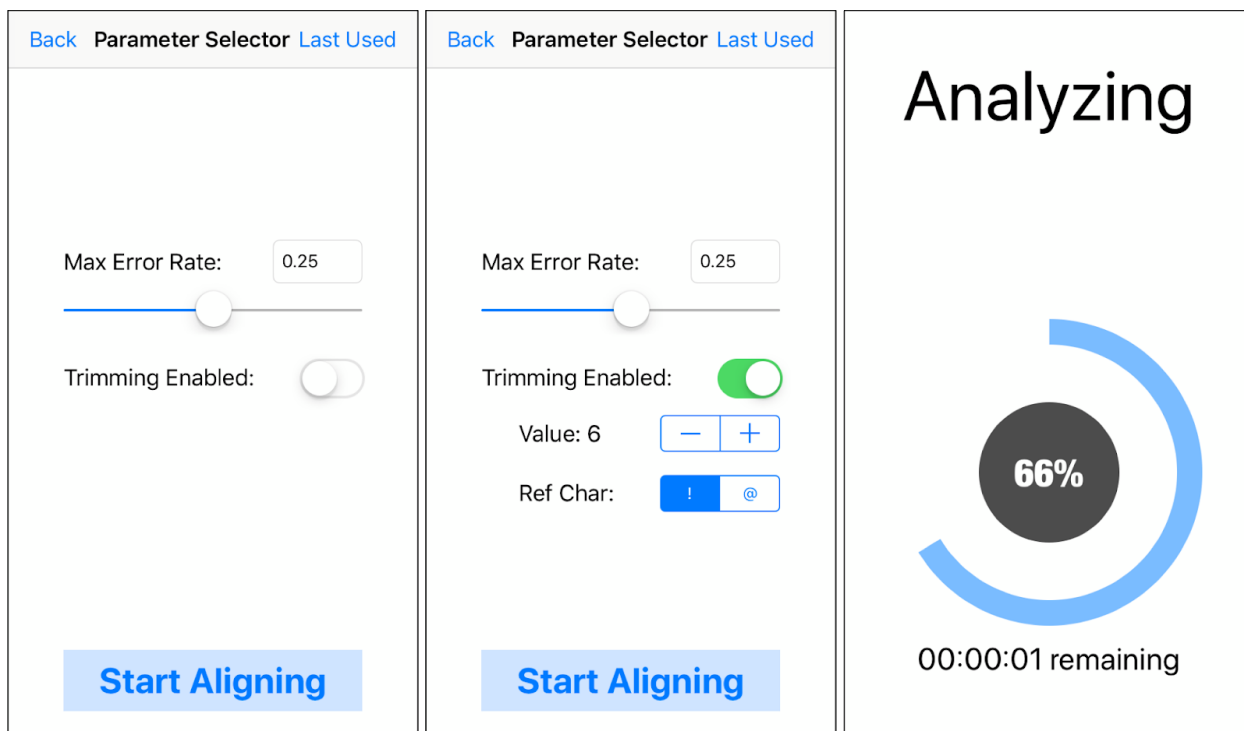 Back Parameter Selector Last Used
Max Error Rate: 0.25
Trimming Enabled:
Start Aligning
Back Parameter Selector Last Used
Max Error Rate: 0.25
Trimming Enabled:
Value: 6 — +
Ref Char: ! @
Start Aligning
Analyzing
66%
00:00:01 remaining